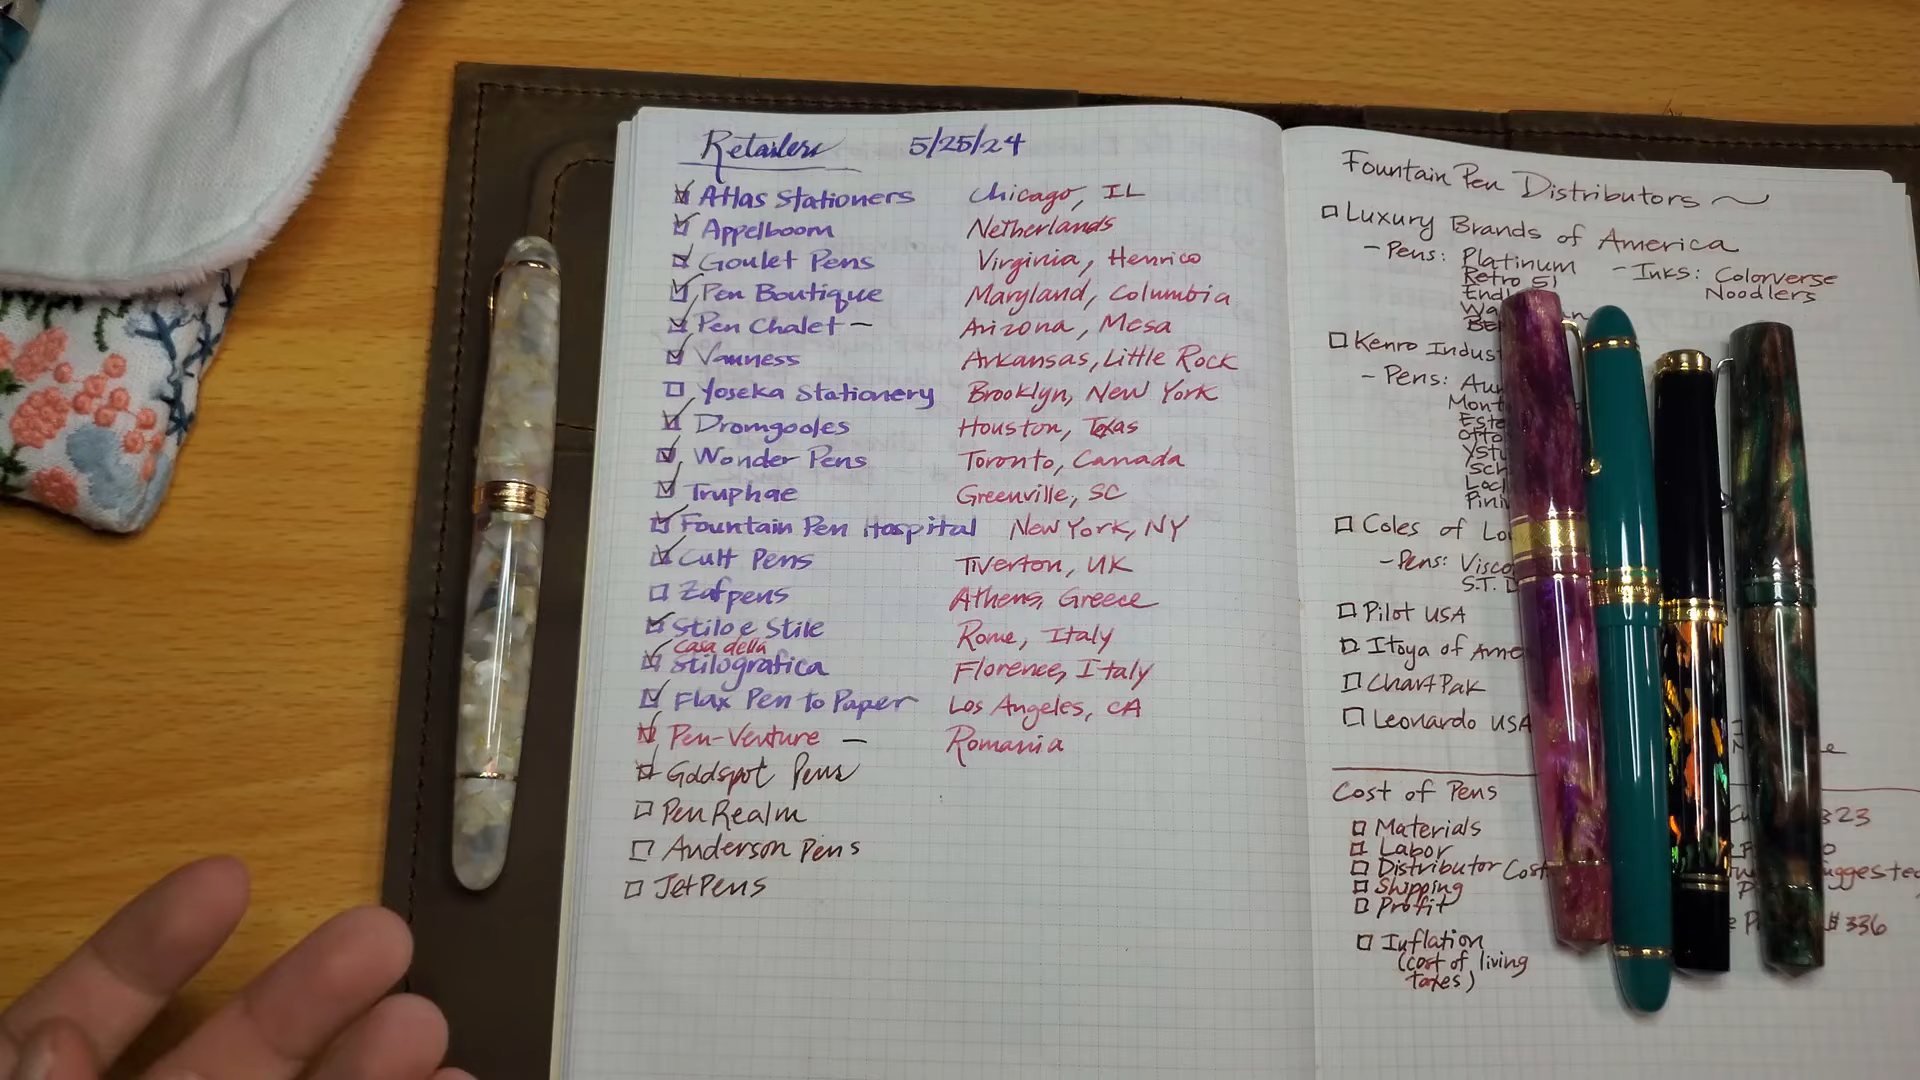 Retailers 5/25/24
Atlas Stationers Chicago, IL
Appelboom Netherlands
Goulet Pens Virginia, Henrico
Pen Boutique Maryland, Columbia
Pen Chalet — Arizona, Mesa
Vanness Arkansas, Little Rock
Yoseka Stationery Brooklyn, New York
Dromgooles Houston, Texas
Wonder Pens Toronto, Canada
Truphae Greenville, SC
Fountain Pen Hospital New York, NY
Cult Pens Tiverton, UK
Zafpens Athens, Greece
Stilo e Stile Rome, Italy
Casa della
Stilografica Florence, Italy
Flax Pen to Paper Los Angeles, CA
Pen-Venture — Romania
Goldspot Pens
Pen Realm
Anderson Pens
JetPens
Fountain Pen Distributors ~
Luxury Brands of America
- Pens: Platinum - Inks: Colorverse
Retro 51 Noodlers
Kenro
- Pens:
Coles of
- Pens:
S.T.
Pilot USA
Itoya of
ChartPak
Leonardo USA
Cost of Pens
Materials
Labor
Distributor Cost
Shipping
Profit
Inflation
(cost of living
taxes)
$336